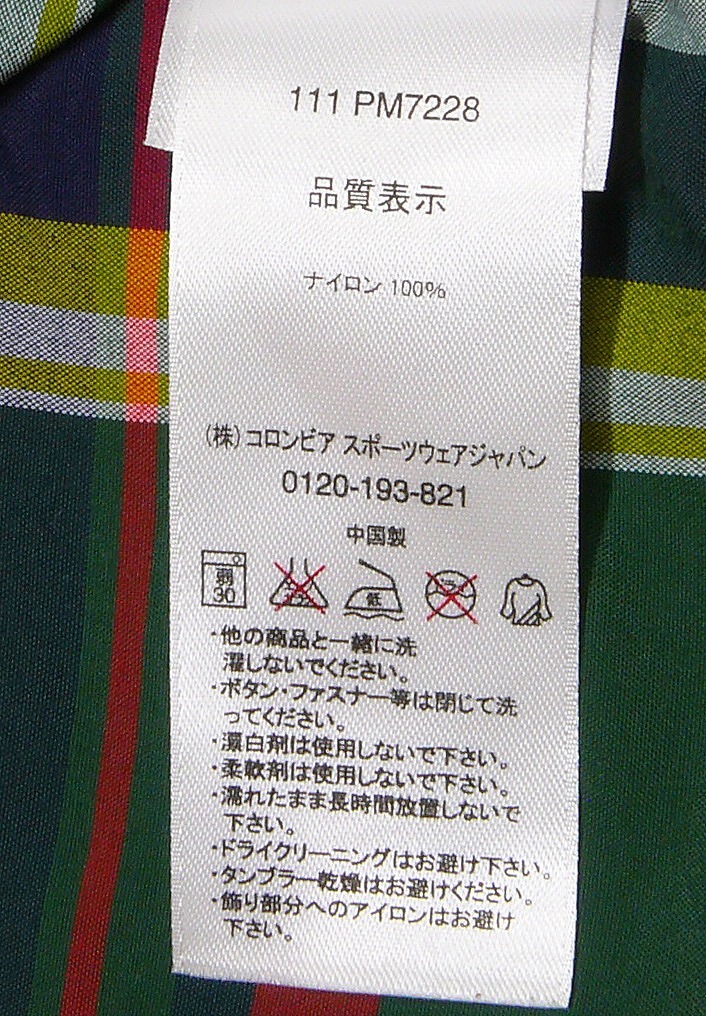 111 PM7228
品質表示
ナイロン 100%
(株)コロンビア スポーツウェアジャパン
0120-193-821
中国製
弱
30
低
・他の商品と一緒に洗
濯しないでください。
・ボタン・ファスナー等は閉じて洗
ってください。
・漂白剤は使用しないで下さい。
・柔軟剤は使用しないで下さい。
・濡れたまま長時間放置しないで
下さい。
・ドライクリーニングはお避け下さい。
・タンブラー乾燥はお避けください。
・飾り部分へのアイロンはお避け
下さい。